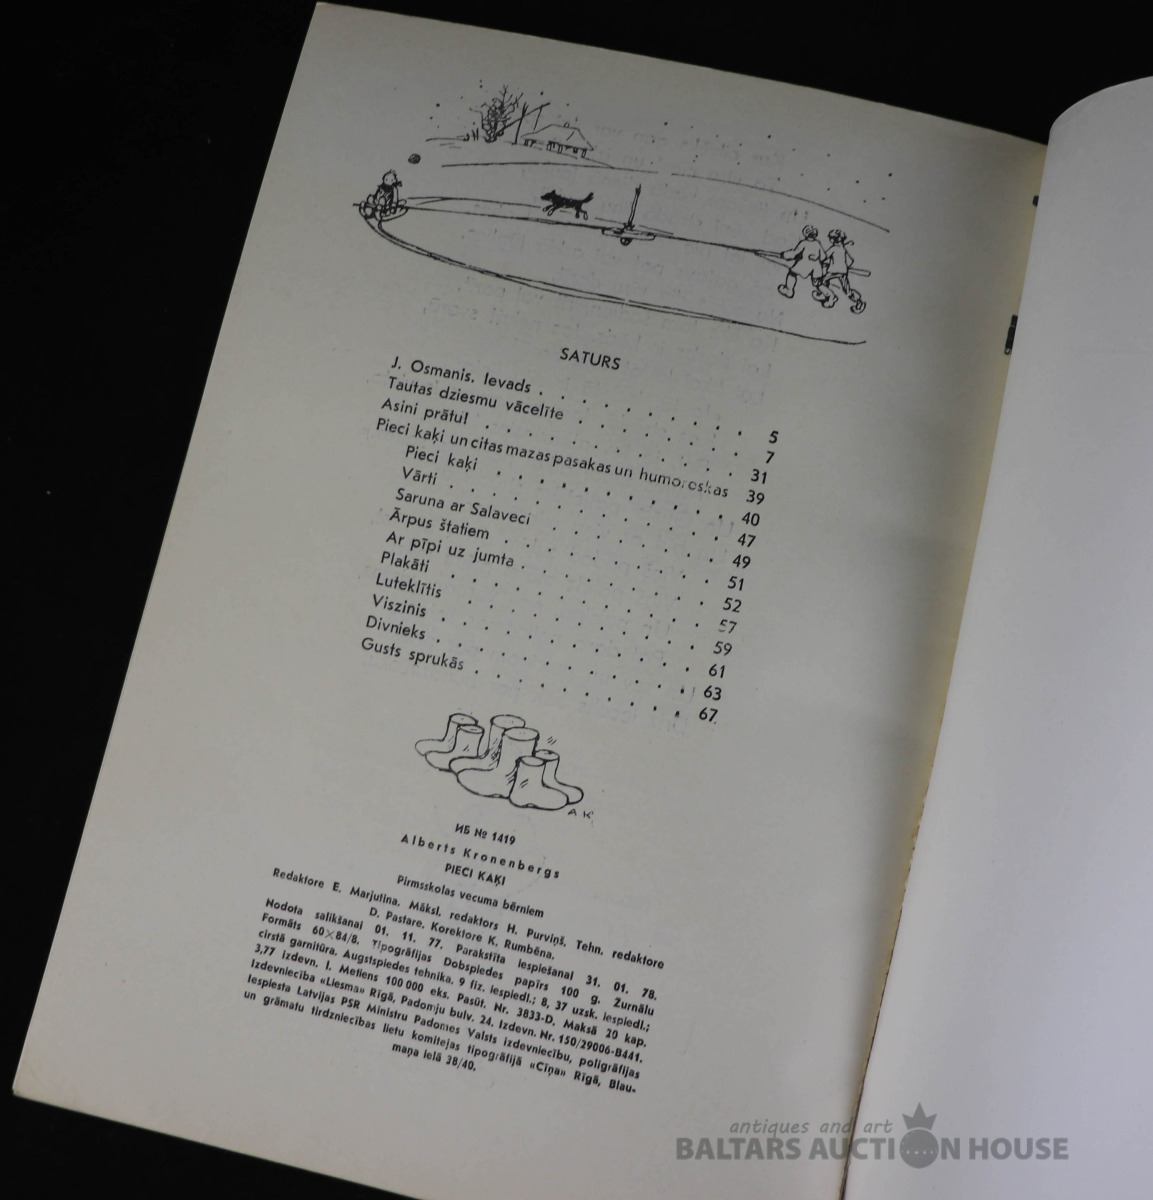 SATURS
J. Osmanis. Ievads . . . . . . . . . . 5
Tautas dziesmu vācelīte . . . . . . . . 7
Asini prātu! . . . . . . . . . . . 31
Pieci kaķi un citas mazas pasakas un humoreskas 39
Pieci kaķi . . . . . . . . . . 40
Vārti . . . . . . . . . . . . 47
Saruna ar Salaveci . . . . . . . . 49
Ārpus štatiem . . . . . . . . . 51
Ar pīpi uz jumta . . . . . . . . . 52
Plakāti . . . . . . . . . . . 57
Luteklītis . . . . . . . . . . 59
Viszinis . . . . . . . . . . . 61
Divnieks . . . . . . . . . . . 63
Gusts sprukās . . . . . . . . . 67
A K
ИБ № 1419
Alberts Kronenbergs
PIECI KAĶI
Pirmsskolas vecuma bērniem
Redaktore E. Marjutina. Māksl. redaktors H. Purviņš. Tehn. redaktore
D. Pastare. Korektore K. Rumbēna.
Nodota salikšanai 01. 11. 77. Parakstīta iespiešanai 31. 01. 78.
Formāts 60×84/8. Tipogrāfijas Dobspiedes papīrs 100 g. Žurnālu
cirstā garnitūra. Augstspiedes tehnika. 9 fiz. iespiedl.; 8, 37 uzsk. iespiedl.;
3,77 izdevn. l. Metiens 100 000 eks. Pasūt. Nr. 3833-D. Maksā 20 kap.
Izdevniecība «Liesma» Rīgā, Padomju bulv. 24. Izdevn. Nr. 150/29006-B441.
Iespiesta Latvijas PSR Ministru Padomes Valsts izdevniecību, poligrāfijas
un grāmatu tirdzniecības lietu komitejas tipogrāfijā «Cīņa» Rīgā, Blau-
maņa ielā 38/40.
antiques and art
BALTARS AUCTION HOUSE